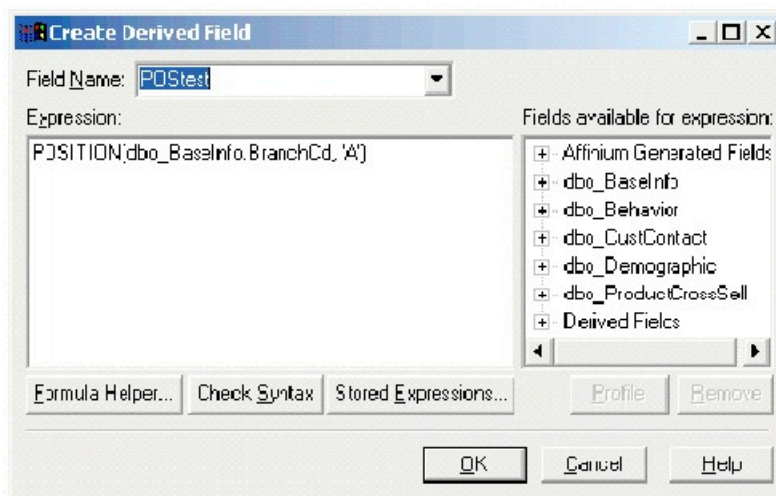 Create Derived Field
Field Name: POStest
Expression:
POSITION(dbo_BaseInfo.BranchCd, 'A')
Fields available for expression:
Affinium Generated Fields
dbo_BaseInfo
dbo_Behavior
dbo_CustContact
dbo_Demographic
dbo_ProductCrossSell
Derived Fields
Formula Helper... Check Syntax Stored Expressions... Profile Remove
OK Cancel Help